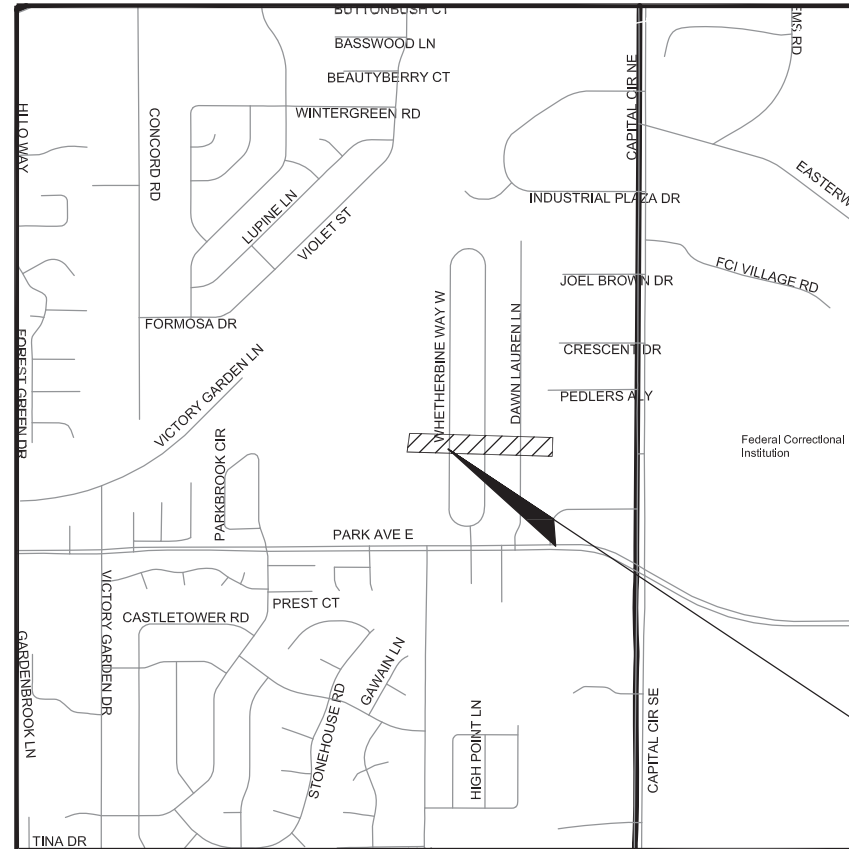 BUTTONBUSH CT
BASSWOOD LN
BEAUTYBERRY CT
WINTERGREEN RD
EMS RD
HILO WAY
CONCORD RD
CAPITAL CIR NE
EASTERW
LUPINE LN
VIOLET ST
INDUSTRIAL PLAZA DR
FCI VILLAGE RD
JOEL BROWN DR
FORMOSA DR
WHETHERBINE WAY W
DAWN LAUREN LN
CRESCENT DR
FOREST GREEN DR
VICTORY GARDEN LN
PEDLERS ALY
PARKBROOK CIR
Federal Correctional
Institution
PARK AVE E
VICTORY GARDEN DR
PREST CT
CASTLETOWER RD
GARDENBROOK LN
STONEHOUSE RD
GAWAIN LN
HIGH POINT LN
CAPITAL CIR SE
TINA DR